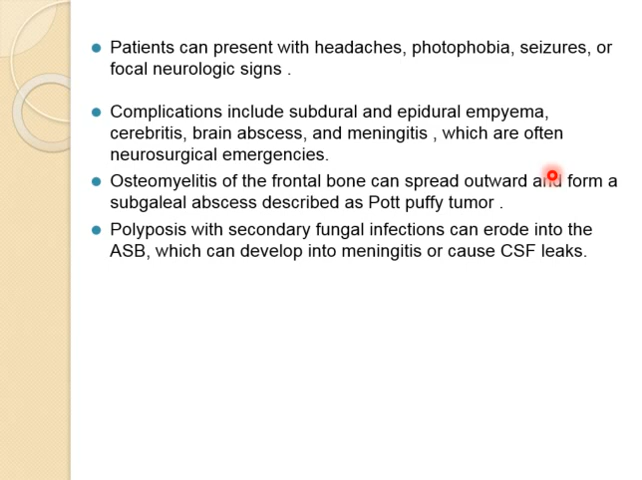 Patients can present with headaches, photophobia, seizures, or
focal neurologic signs .
Complications include subdural and epidural empyema,
cerebritis, brain abscess, and meningitis , which are often
neurosurgical emergencies.
Osteomyelitis of the frontal bone can spread outward and form a
subgaleal abscess described as Pott puffy tumor .
Polyposis with secondary fungal infections can erode into the
ASB, which can develop into meningitis or cause CSF leaks.